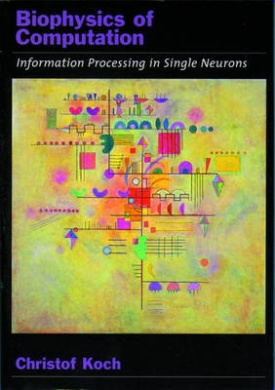 Biophysics of
Computation
Information Processing in Single Neurons
Christof Koch